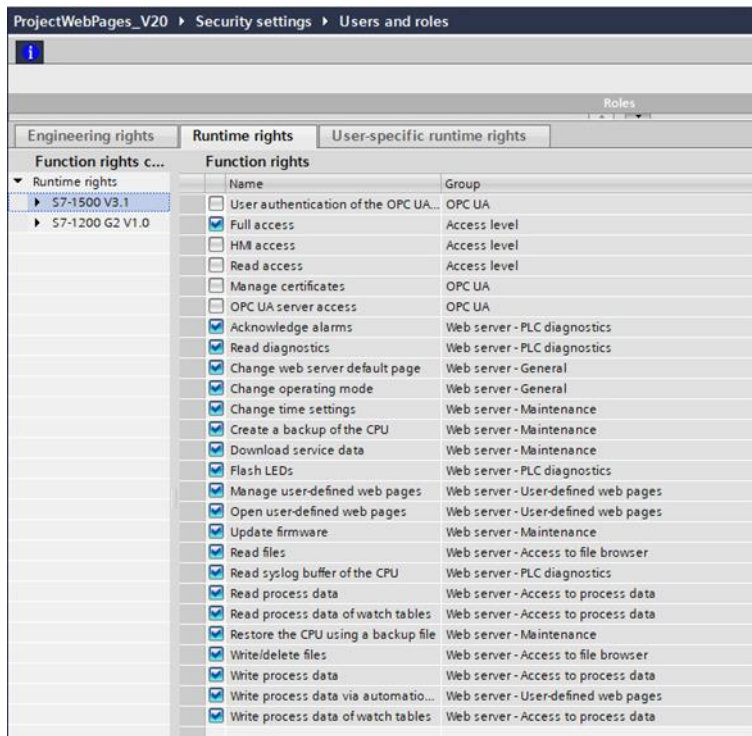 ProjectWebPages_V20 ▸ Security settings ▸ Users and roles
Roles
Engineering rights Runtime rights User-specific runtime rights
Function rights c... Function rights
Runtime rights
S7-1500 V3.1
S7-1200 G2 V1.0
Name Group
User authentication of the OPC UA... OPC UA
Full access Access level
HMI access Access level
Read access Access level
Manage certificates OPC UA
OPC UA server access OPC UA
Acknowledge alarms Web server - PLC diagnostics
Read diagnostics Web server - PLC diagnostics
Change web server default page Web server - General
Change operating mode Web server - General
Change time settings Web server - Maintenance
Create a backup of the CPU Web server - Maintenance
Download service data Web server - Maintenance
Flash LEDs Web server - PLC diagnostics
Manage user-defined web pages Web server - User-defined web pages
Open user-defined web pages Web server - User-defined web pages
Update firmware Web server - Maintenance
Read files Web server - Access to file browser
Read syslog buffer of the CPU Web server - PLC diagnostics
Read process data Web server - Access to process data
Read process data of watch tables Web server - Access to process data
Restore the CPU using a backup file Web server - Maintenance
Write/delete files Web server - Access to file browser
Write process data Web server - Access to process data
Write process data via automatio... Web server - User-defined web pages
Write process data of watch tables Web server - Access to process data